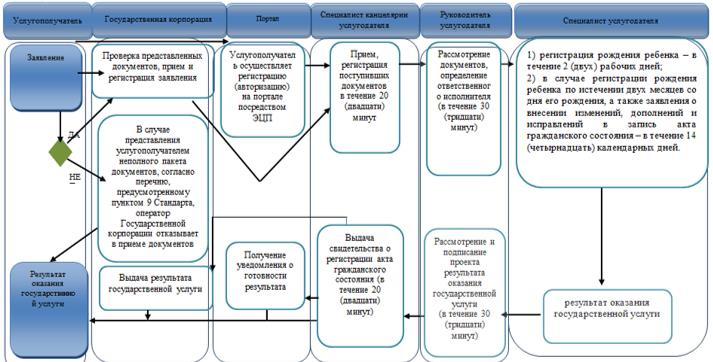 Услугополучатель
Государственная корпорация
Портал
Специалист канцелярии
услугодателя
Руководитель
услугодателя
Специалист услугодателя
Заявление
Проверка представленных
документов, прием и
регистрация заявления
Услугополучател
ь осуществляет
регистрацию
(авторизацию)
на портале
посредством
ЭЦП
Прием,
регистрация
поступивших
документов
в течение 20
(двадцати)
минут
Рассмотрение
документов,
определение
ответственног
о исполнителя
(в течение 30
(тридцати)
минут
1) регистрация рождения ребенка – в
течение 2 (двух) рабочих дней;
2) в случае регистрации рождения
ребенка по истечении двух месяцев со
дня его рождения, а также заявления о
внесении изменений, дополнений и
исправлений в запись акта
гражданского состояния – в течение 14
(четырнадцать) календарных дней.
ДА
НЕ
В случае
представления
услугополучателем
неполного пакета
документов, согласно
перечню,
предусмотренному
пунктом 9 Стандарта,
оператор
Государственной
корпорации отказывает
в приеме документов
Результат
оказания
государственно
й услуги
Выдача результата
государственной услуги
Получение
уведомления о
готовности
результата
Выдача
свидетельства о
регистрации акта
гражданского
состояния (в
течение 20
(двадцати)
минут)
Рассмотрение и
подписание
проекта
результата
оказания
государственной
услуги
(в течение 30
(тридцати)
минут)
результат оказания
государственной услуги